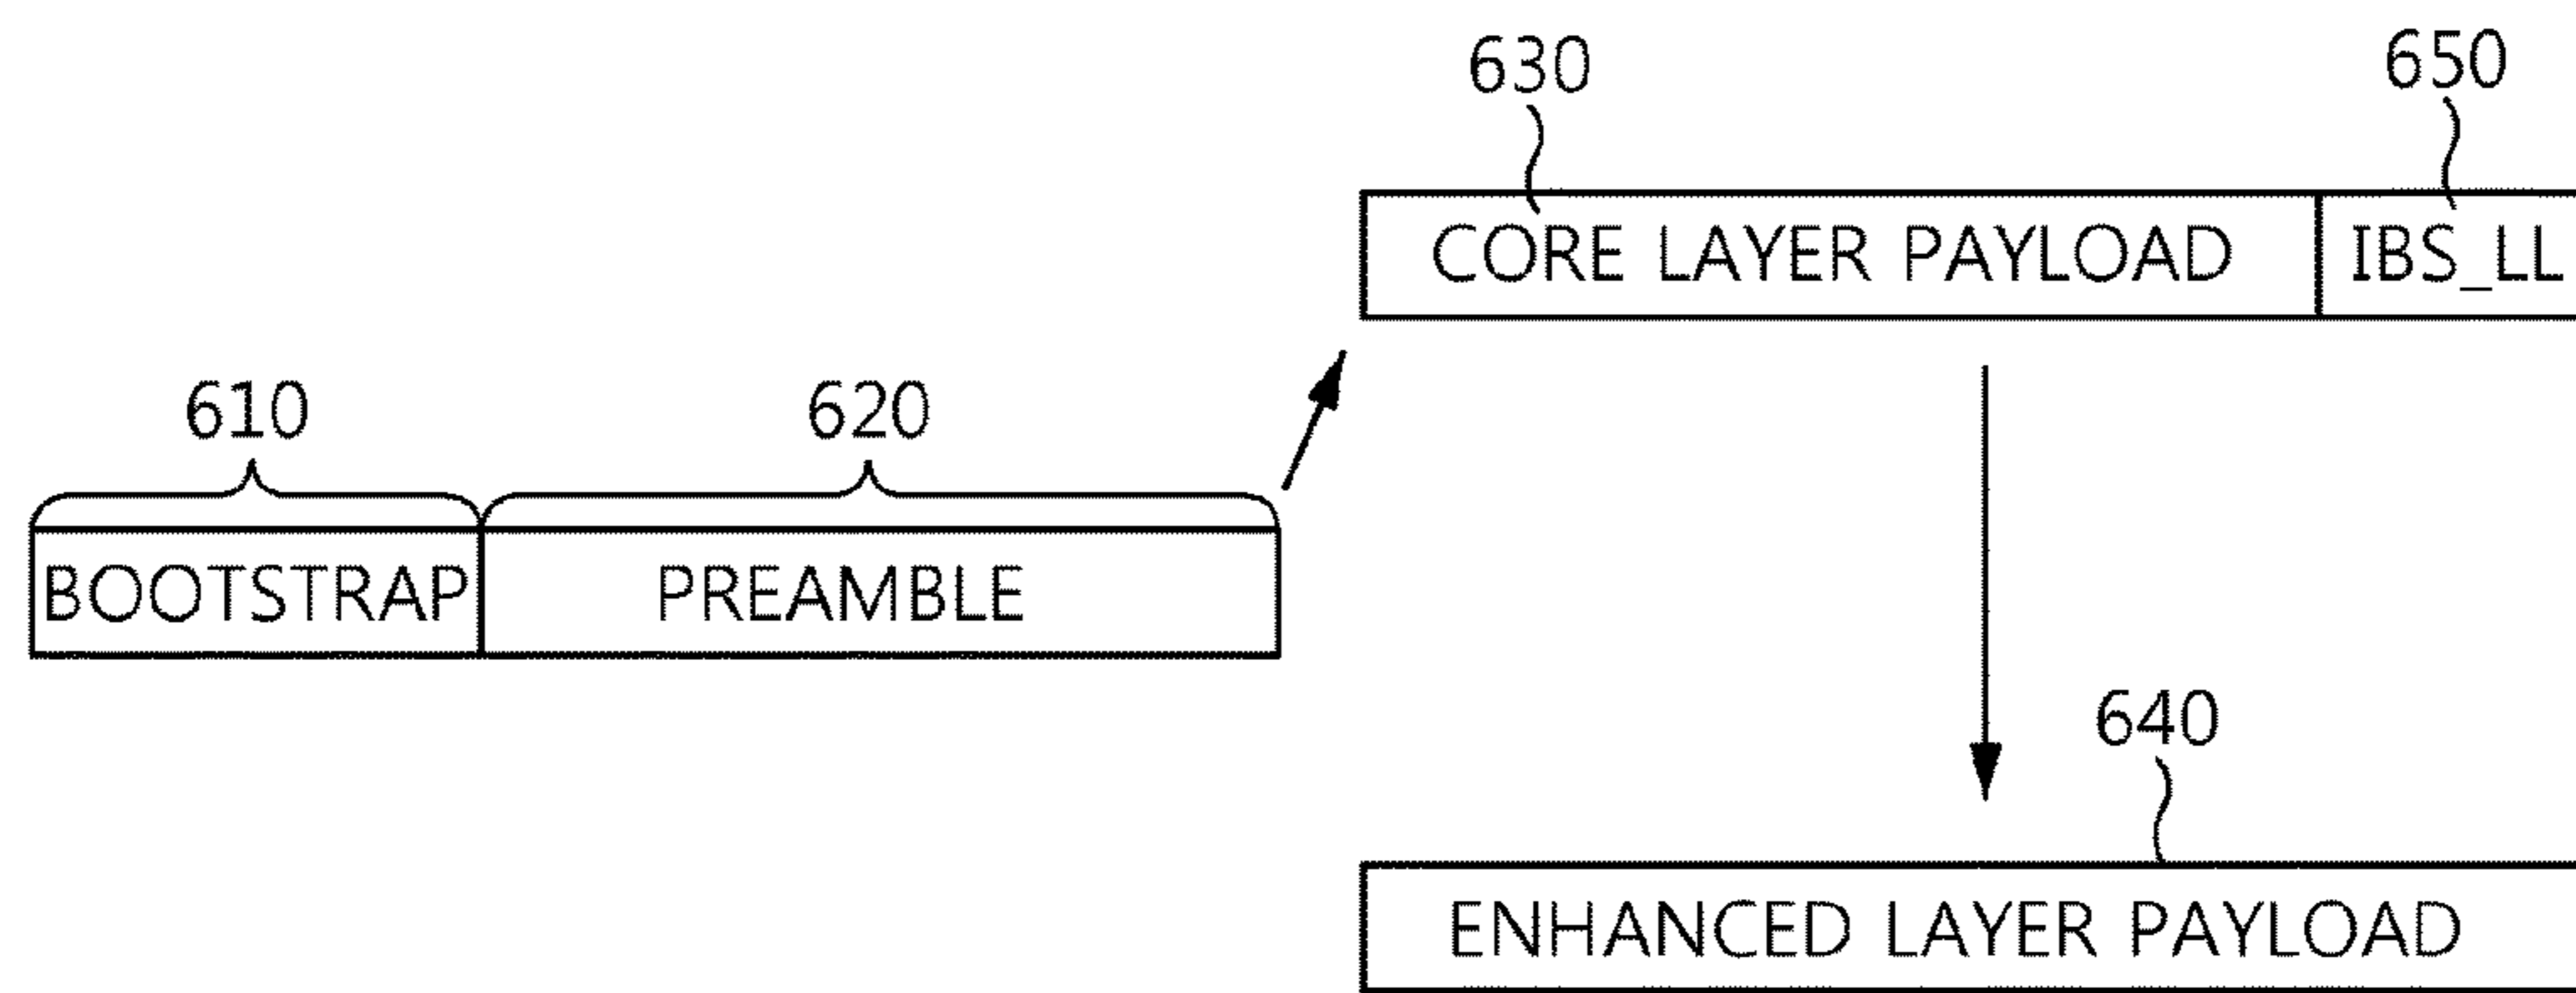 630 650
CORE LAYER PAYLOAD IBS_LL
610 620
BOOTSTRAP PREAMBLE
640
ENHANCED LAYER PAYLOAD